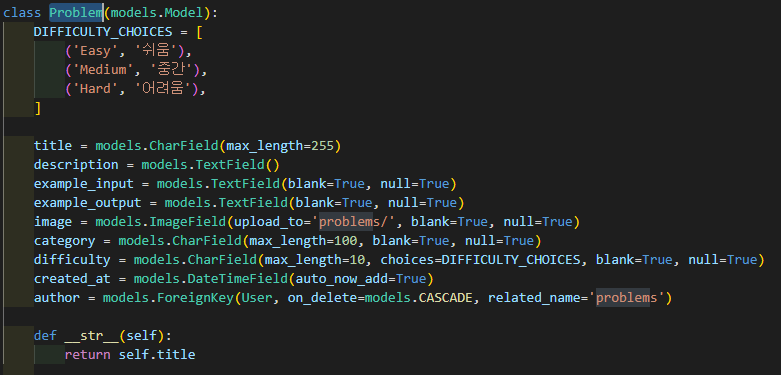 class Problem(models.Model):
    DIFFICULTY_CHOICES = [
        ('Easy', '쉬움'),
        ('Medium', '중간'),
        ('Hard', '어려움'),
    ]
    title = models.CharField(max_length=255)
    description = models.TextField()
    example_input = models.TextField(blank=True, null=True)
    example_output = models.TextField(blank=True, null=True)
    image = models.ImageField(upload_to='problems/', blank=True, null=True)
    category = models.CharField(max_length=100, blank=True, null=True)
    difficulty = models.CharField(max_length=10, choices=DIFFICULTY_CHOICES, blank=True, null=True)
    created_at = models.DateTimeField(auto_now_add=True)
    author = models.ForeignKey(User, on_delete=models.CASCADE, related_name='problems')
    def __str__(self):
        return self.title